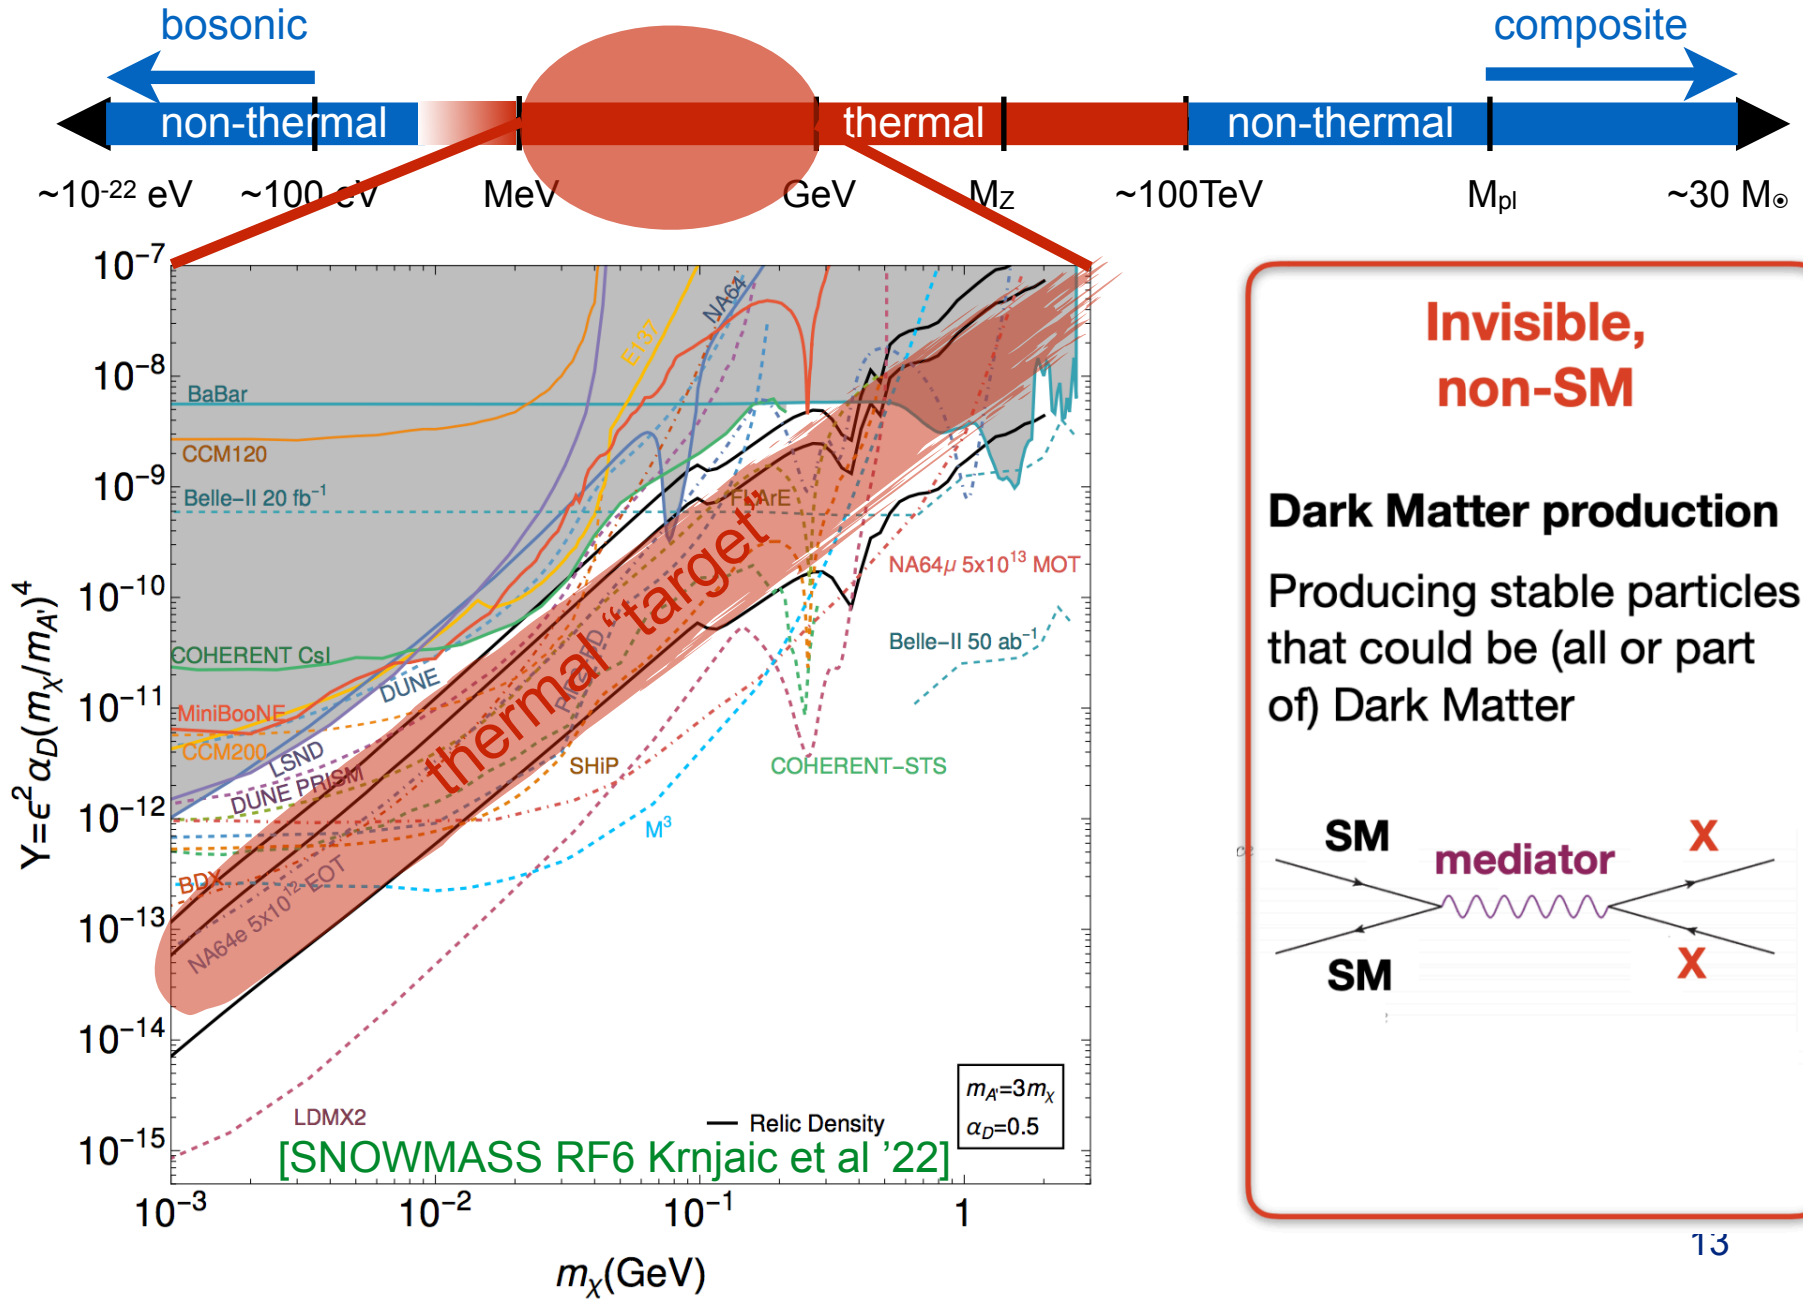 bosonic
composite
non-thermal
thermal
non-thermal
~10-22 eV
~100 eV
MeV
GeV
MZ
~100TeV
Mpl
~30 M⊙
10−7
10−8
10−9
10−10
10−11
10−12
10−13
10−14
10−15
Y=ϵ2αD(mχ/mA')4
BaBar
CCM120
Belle−II 20 fb−1
COHERENT CsI
MiniBooNE
CCM200
LSND
DUNE PRISM
DUNE
E137
NA64
BDX
NA64e 5x1012 EOT
FLArE
thermal “target”
SHiP
M3
COHERENT−STS
NA64μ 5x1013 MOT
Belle−II 50 ab−1
LDMX2
Relic Density
mA'=3mχ
αD=0.5
[SNOWMASS RF6 Krnjaic et al ’22]
10−3
10−2
10−1
1
mχ(GeV)
Invisible,
non-SM
Dark Matter production
Producing stable particles
that could be (all or part
of) Dark Matter
SM
mediator
X
SM
X
13